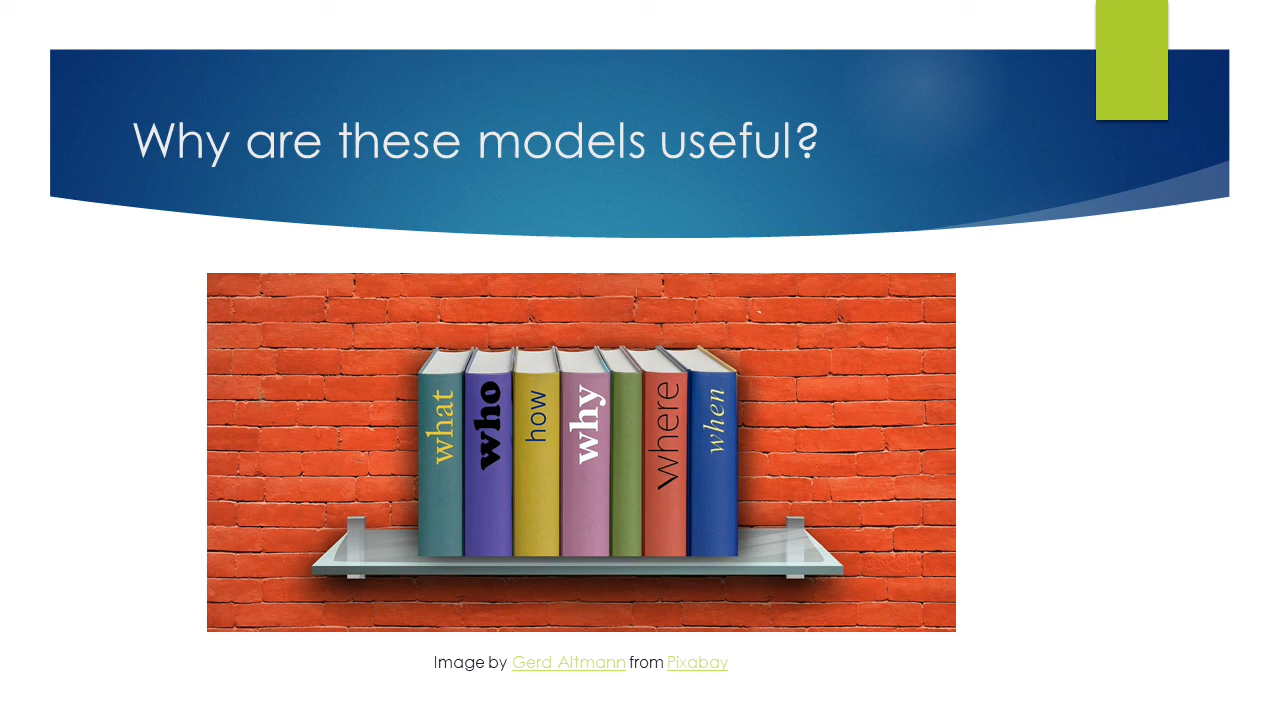 Why are these models useful?
what
who
how
why
where
when
Image by Gerd Altmann from Pixabay